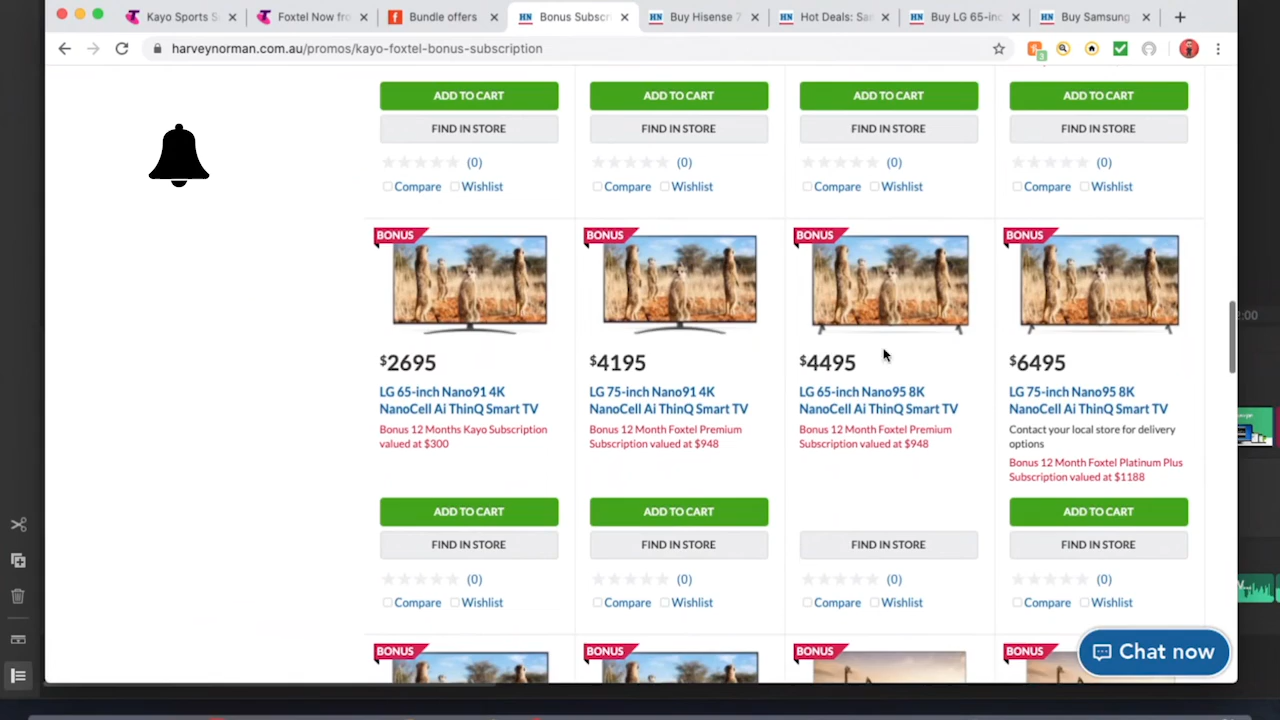 Kayo Sports S
Foxtel Now fro
Bundle offers
Bonus Subscr
Buy Hisense 7
Hot Deals: Sa
Buy LG 65-inc
Buy Samsung
harveynorman.com.au/promos/kayo-foxtel-bonus-subscription
3
ADD TO CART ADD TO CART ADD TO CART ADD TO CART
FIND IN STORE FIND IN STORE FIND IN STORE FIND IN STORE
(0) (0) (0) (0)
Compare Wishlist Compare Wishlist Compare Wishlist Compare Wishlist
BONUS BONUS BONUS BONUS
$2695 $4195 $4495 $6495
LG 65-inch Nano91 4K
NanoCell Ai ThinQ Smart TV
Bonus 12 Months Kayo Subscription
valued at $300
LG 75-inch Nano91 4K
NanoCell Ai ThinQ Smart TV
Bonus 12 Month Foxtel Premium
Subscription valued at $948
LG 65-inch Nano95 8K
NanoCell Ai ThinQ Smart TV
Bonus 12 Month Foxtel Premium
Subscription valued at $948
LG 75-inch Nano95 8K
NanoCell Ai ThinQ Smart TV
Contact your local store for delivery
options
Bonus 12 Month Foxtel Platinum Plus
Subscription valued at $1188
ADD TO CART ADD TO CART ADD TO CART
FIND IN STORE FIND IN STORE FIND IN STORE FIND IN STORE
(0) (0) (0) (0)
Compare Wishlist Compare Wishlist Compare Wishlist Compare Wishlist
BONUS BONUS BONUS BONUS
Chat now